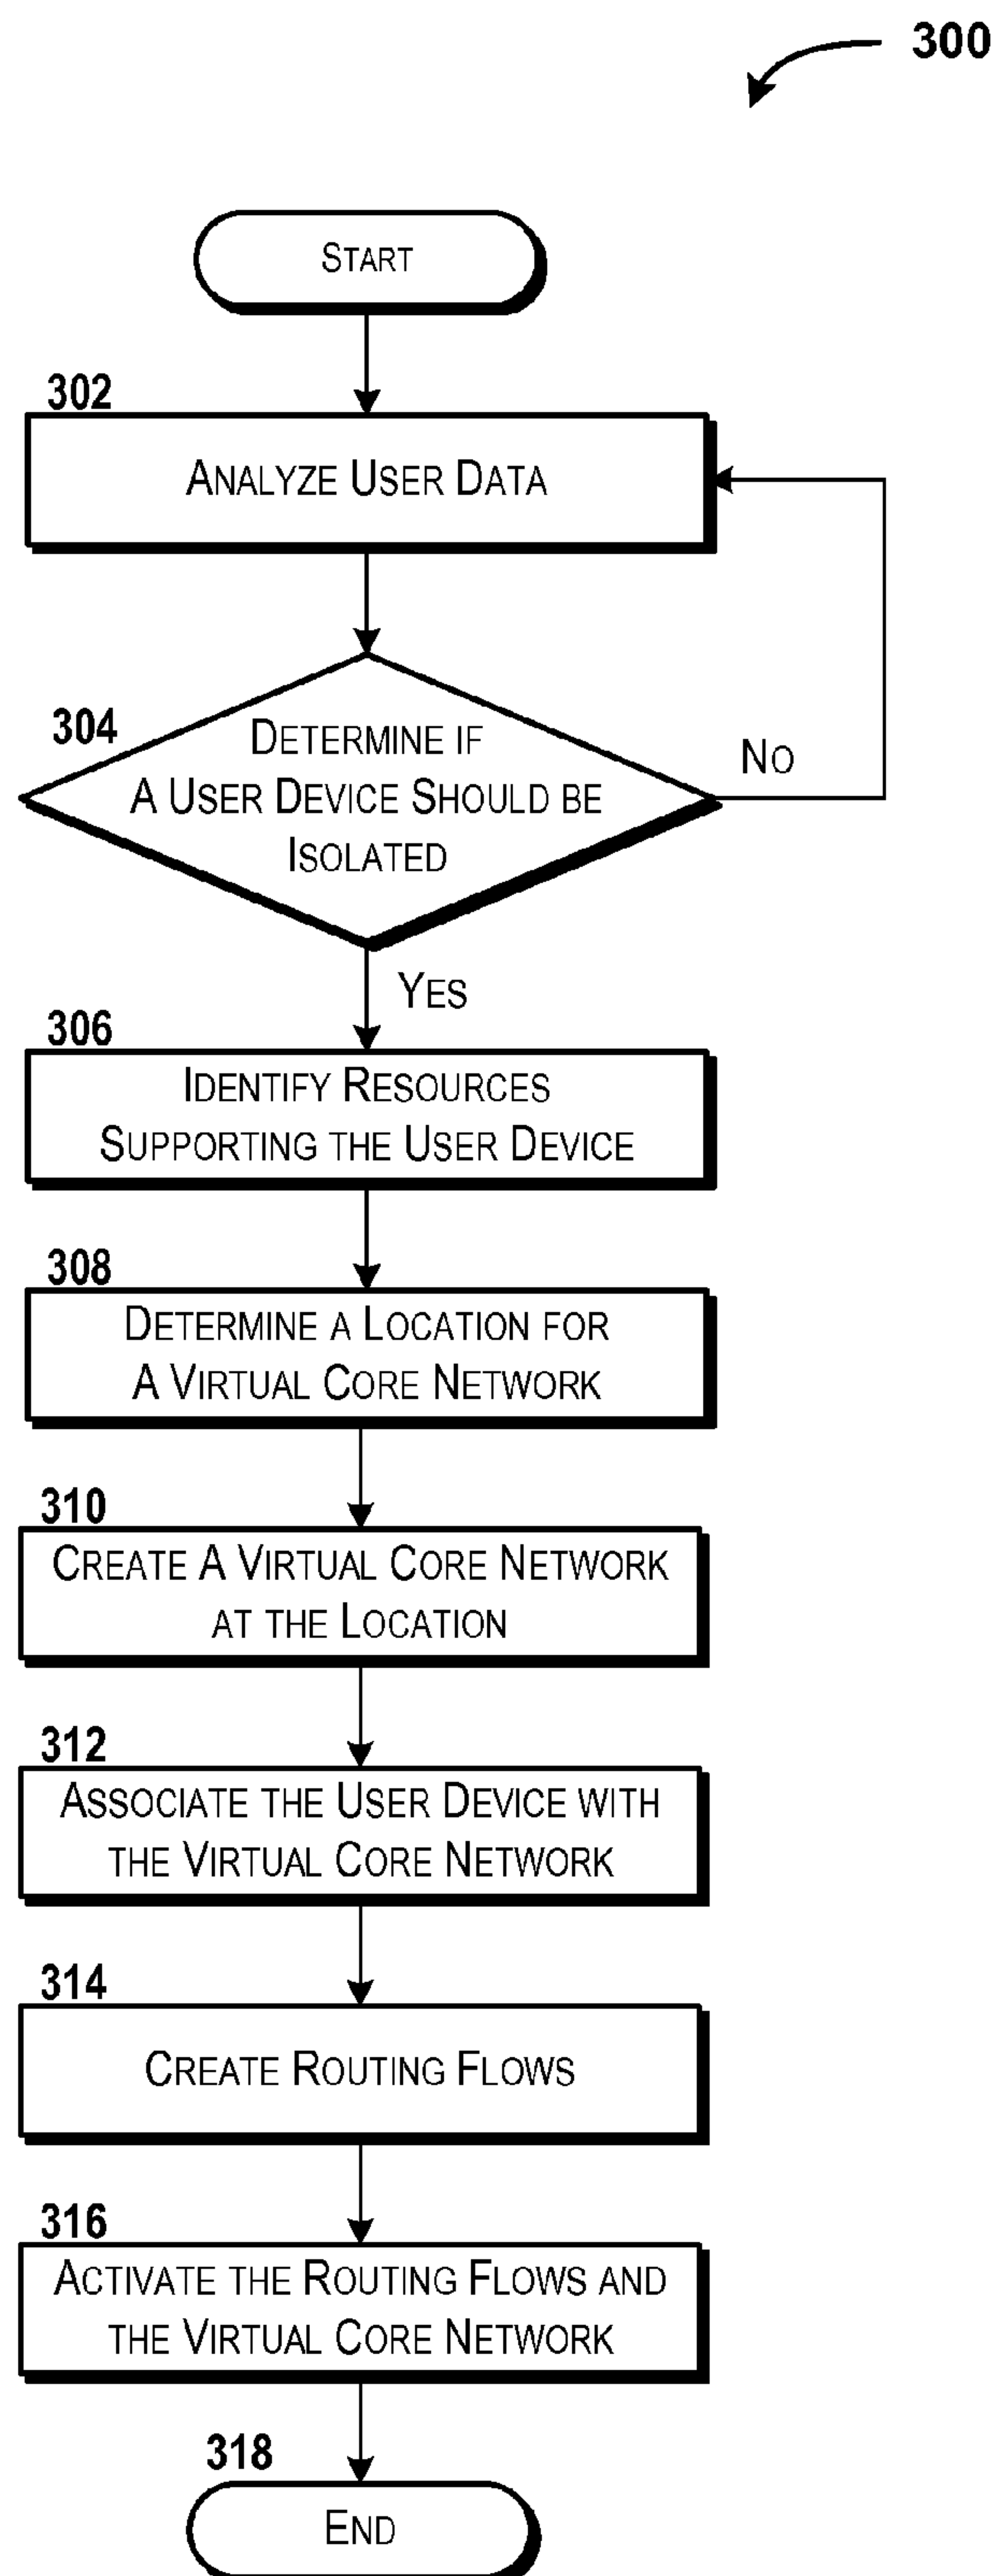 300
START
302
ANALYZE USER DATA
304
DETERMINE IF
A USER DEVICE SHOULD BE
ISOLATED
NO
YES
306
IDENTIFY RESOURCES
SUPPORTING THE USER DEVICE
308
DETERMINE A LOCATION FOR
A VIRTUAL CORE NETWORK
310
CREATE A VIRTUAL CORE NETWORK
AT THE LOCATION
312
ASSOCIATE THE USER DEVICE WITH
THE VIRTUAL CORE NETWORK
314
CREATE ROUTING FLOWS
316
ACTIVATE THE ROUTING FLOWS AND
THE VIRTUAL CORE NETWORK
318
END